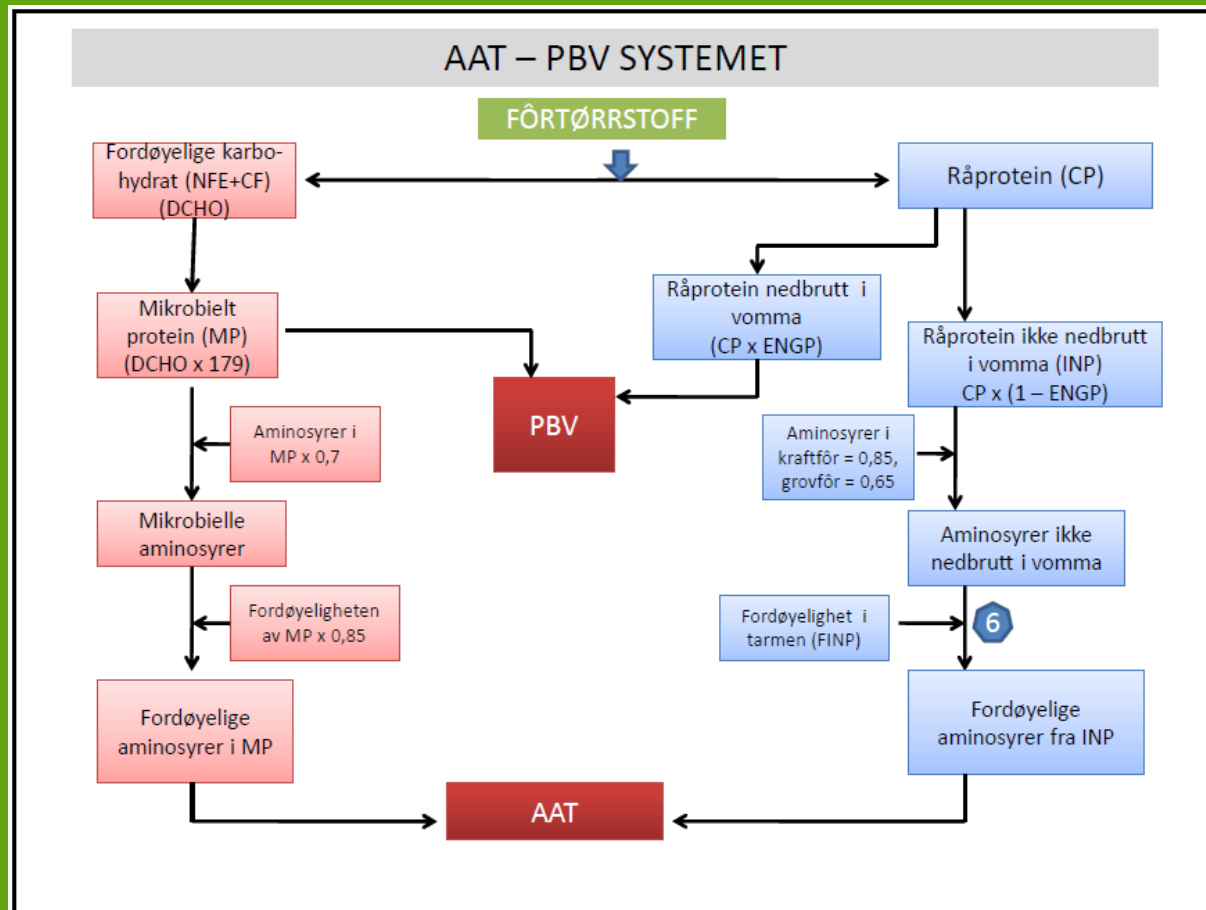 AAT – PBV SYSTEMET
FÔRTØRRSTOFF
Fordøyelige karbo-
hydrat (NFE+CF)
(DCHO)
Råprotein (CP)
Mikrobielt
protein (MP)
(DCHO x 179)
Råprotein nedbrutt i
vomma
(CP x ENGP)
Råprotein ikke nedbrutt
i vomma (INP)
CP x (1 – ENGP)
PBV
Aminosyrer i
MP x 0,7
Aminosyrer i
kraftfôr = 0,85,
grovfôr = 0,65
Mikrobielle
aminosyrer
Aminosyrer ikke
nedbrutt i vomma
Fordøyeligheten
av MP x 0,85
Fordøyelighet i
tarmen (FINP)
6
Fordøyelige
aminosyrer i MP
Fordøyelige
aminosyrer fra INP
AAT